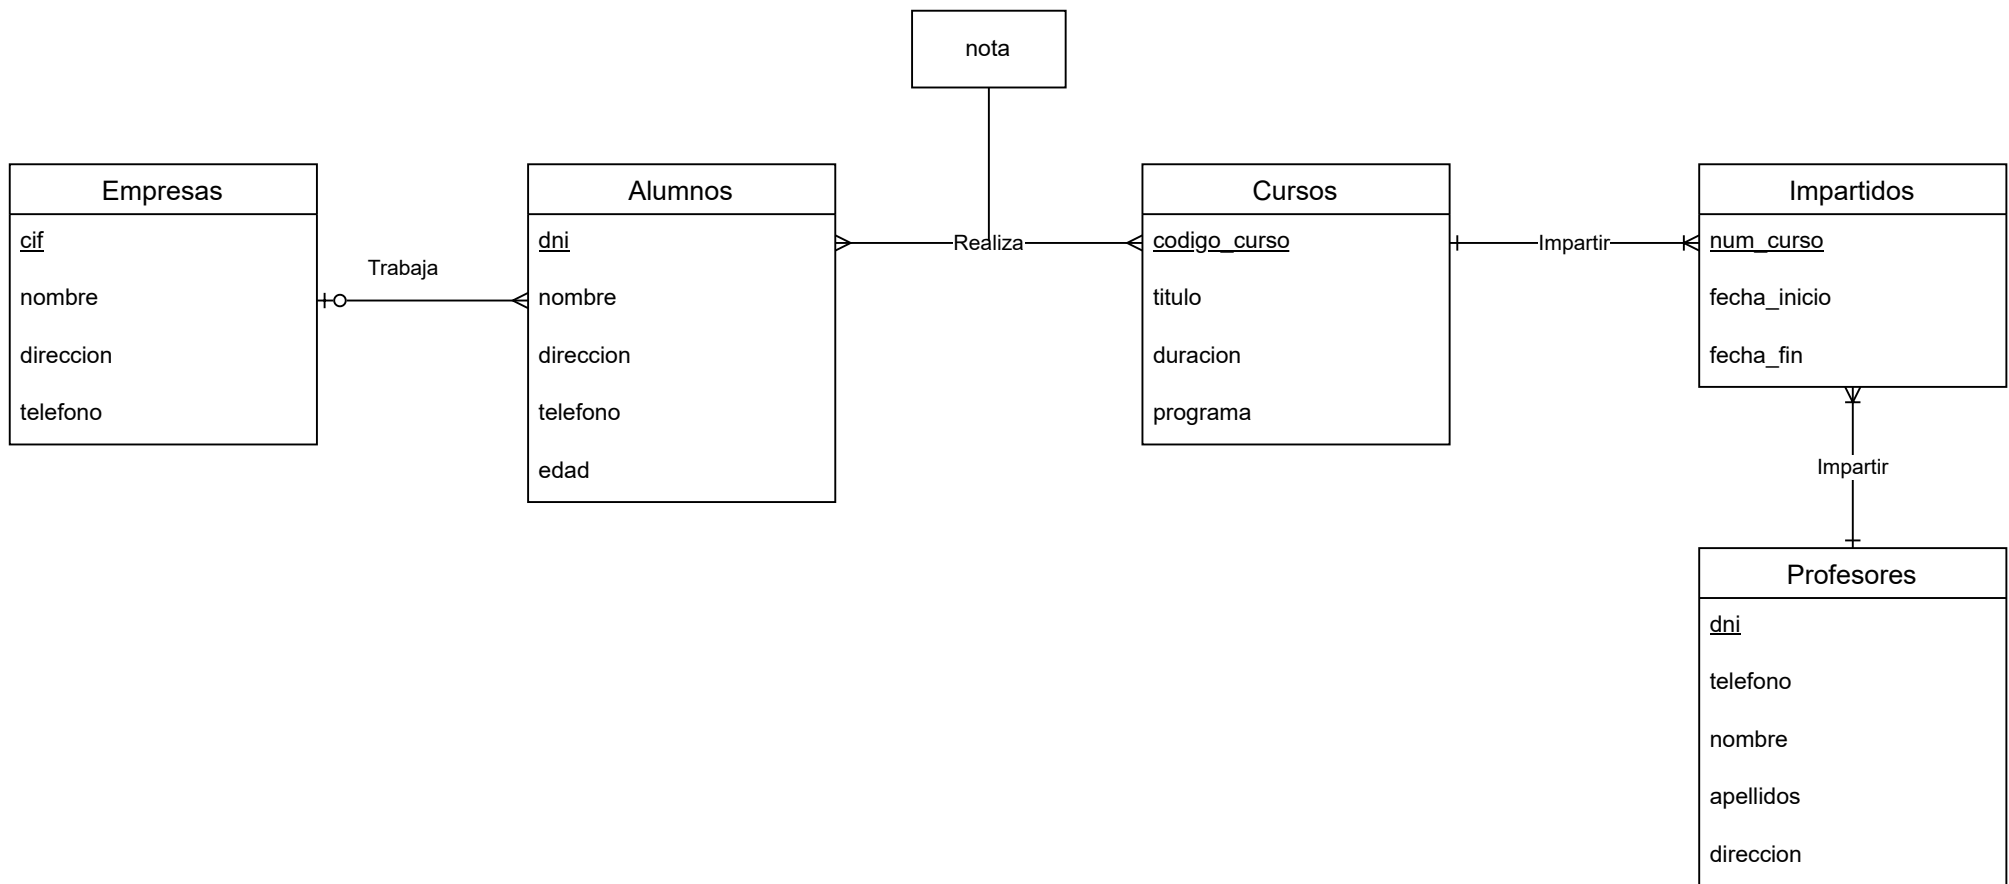 nota
Empresas
cif
nombre
direccion
telefono
Trabaja
Alumnos
dni
nombre
direccion
telefono
edad
Realiza
Cursos
codigo_curso
titulo
duracion
programa
Impartir
Impartidos
num_curso
fecha_inicio
fecha_fin
Impartir
Profesores
dni
telefono
nombre
apellidos
direccion